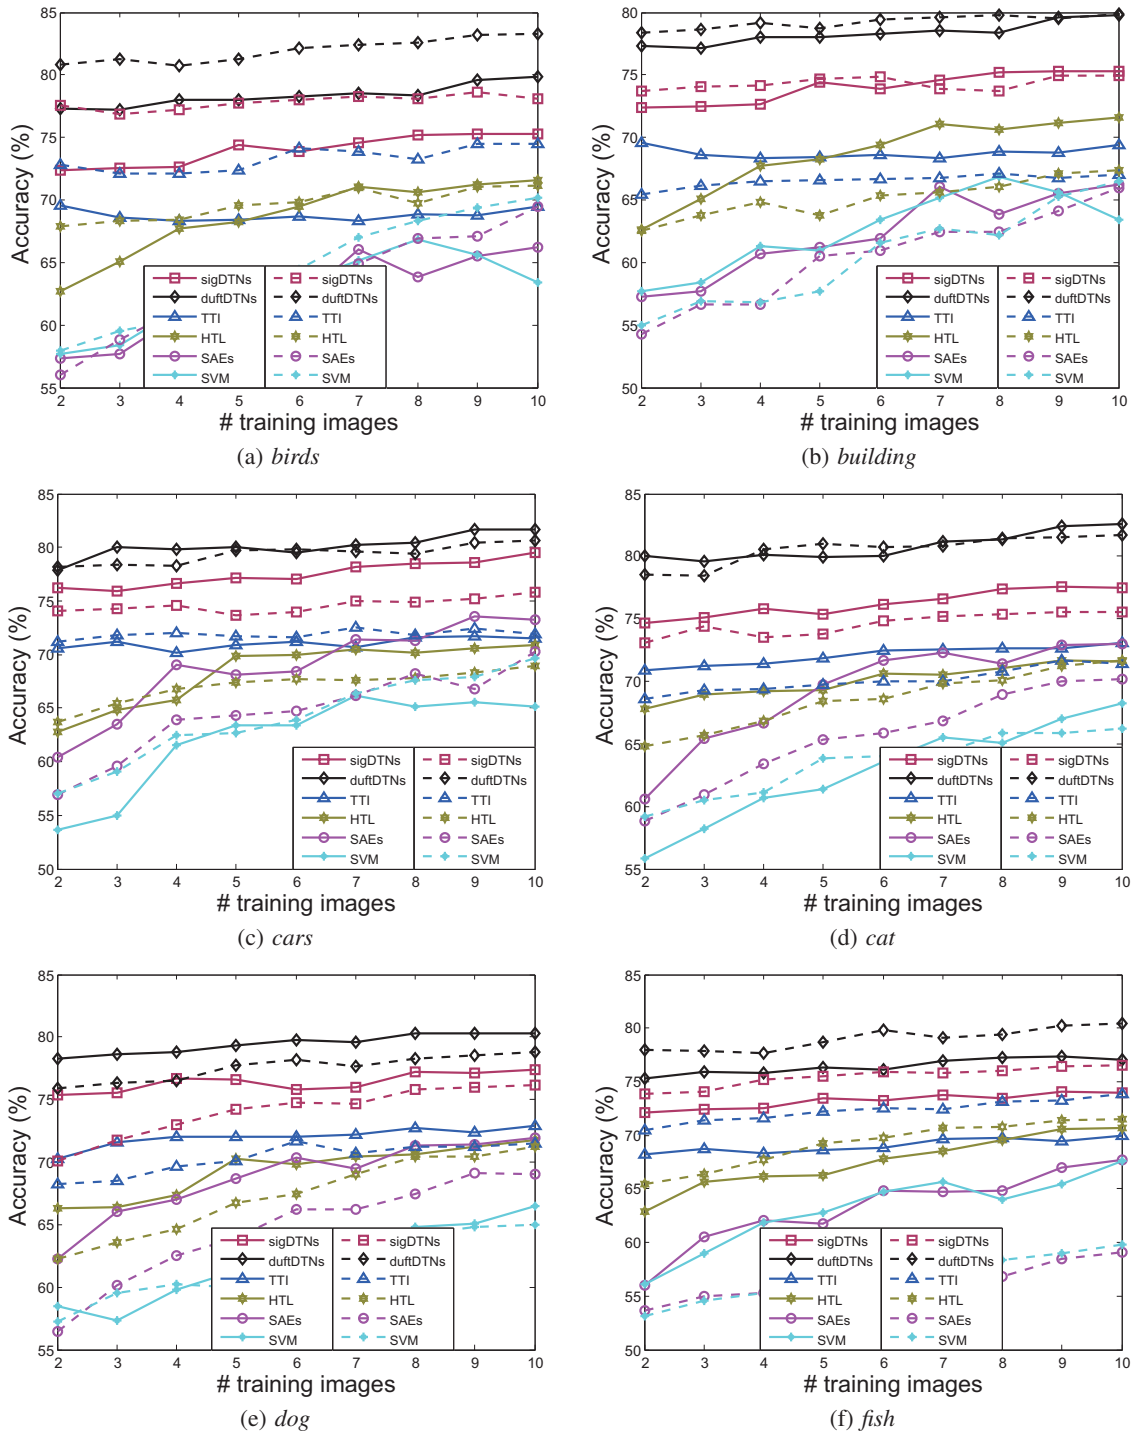 85
80
75
70
65
60
55
Accuracy (%)
2 3 4 5 6 7 8 9 10
# training images
sigDTNs sigDTNs
duftDTNs duftDTNs
TTI TTI
HTL HTL
SAEs SAEs
SVM SVM
(a) birds
80
75
70
65
60
55
50
Accuracy (%)
2 3 4 5 6 7 8 9 10
# training images
sigDTNs sigDTNs
duftDTNs duftDTNs
TTI TTI
HTL HTL
SAEs SAEs
SVM SVM
(b) building
85
80
75
70
65
60
55
50
Accuracy (%)
2 3 4 5 6 7 8 9 10
# training images
sigDTNs sigDTNs
duftDTNs duftDTNs
TTI TTI
HTL HTL
SAEs SAEs
SVM SVM
(c) cars
85
80
75
70
65
60
55
Accuracy (%)
2 3 4 5 6 7 8 9 10
# training images
sigDTNs sigDTNs
duftDTNs duftDTNs
TTI TTI
HTL HTL
SAEs SAEs
SVM SVM
(d) cat
85
80
75
70
65
60
55
Accuracy (%)
2 3 4 5 6 7 8 9 10
# training images
sigDTNs sigDTNs
duftDTNs duftDTNs
TTI TTI
HTL HTL
SAEs SAEs
SVM SVM
(e) dog
85
80
75
70
65
60
55
50
Accuracy (%)
2 3 4 5 6 7 8 9 10
# training images
sigDTNs sigDTNs
duftDTNs duftDTNs
TTI TTI
HTL HTL
SAEs SAEs
SVM SVM
(f) fish